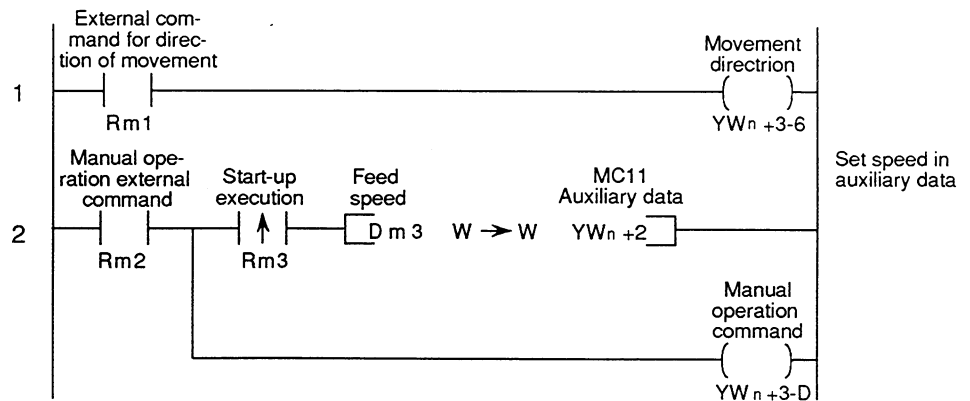 External com-
mand for direc-
tion of movement
Movement
directrion
1
Rm1
YWn +3-6
Manual ope-
ration external
command
Start-up
execution
Feed
speed
MC11
Auxiliary data
Set speed in
auxiliary data
2
Dm3 W → W YWn +2
Rm2
Rm3
Manual
operation
command
YWn +3-D